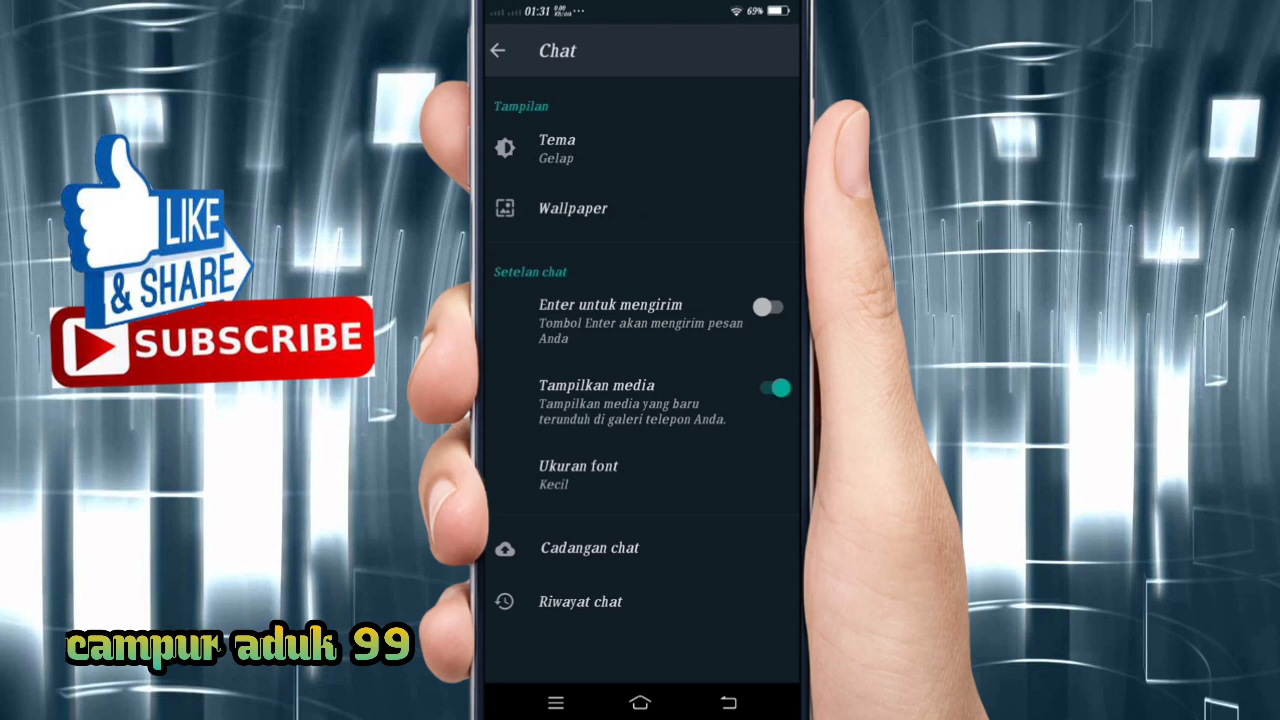 01:31
69%
Chat
Tampilan
Tema
Gelap
Wallpaper
Setelan chat
Enter untuk mengirim
Tombol Enter akan mengirim pesan
Anda
Tampilkan media
Tampilkan media yang baru
terunduh di galeri telepon Anda.
Ukuran font
Kecil
Cadangan chat
Riwayat chat
LIKE
& SHARE
SUBSCRIBE
campur aduk 99